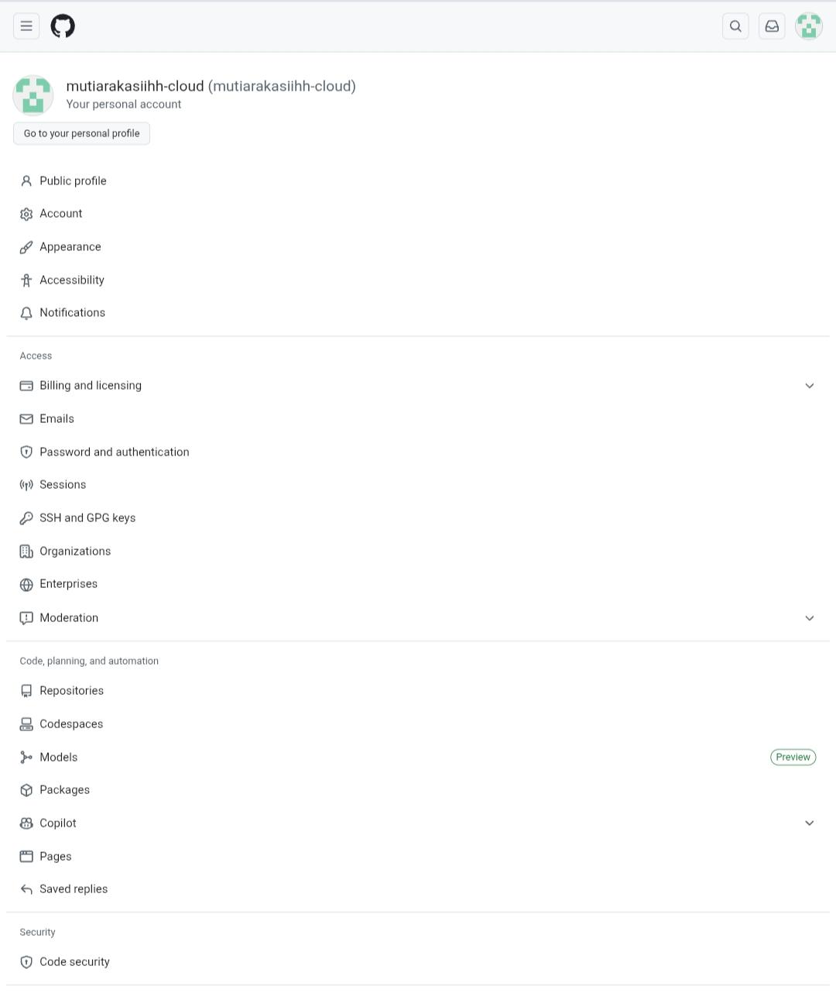 mutiarakasiihh-cloud (mutiarakasiihh-cloud)
Your personal account
Go to your personal profile
Public profile
Account
Appearance
Accessibility
Notifications
Access
Billing and licensing
Emails
Password and authentication
Sessions
SSH and GPG keys
Organizations
Enterprises
Moderation
Code, planning, and automation
Repositories
Codespaces
Models
Preview
Packages
Copilot
Pages
Saved replies
Security
Code security